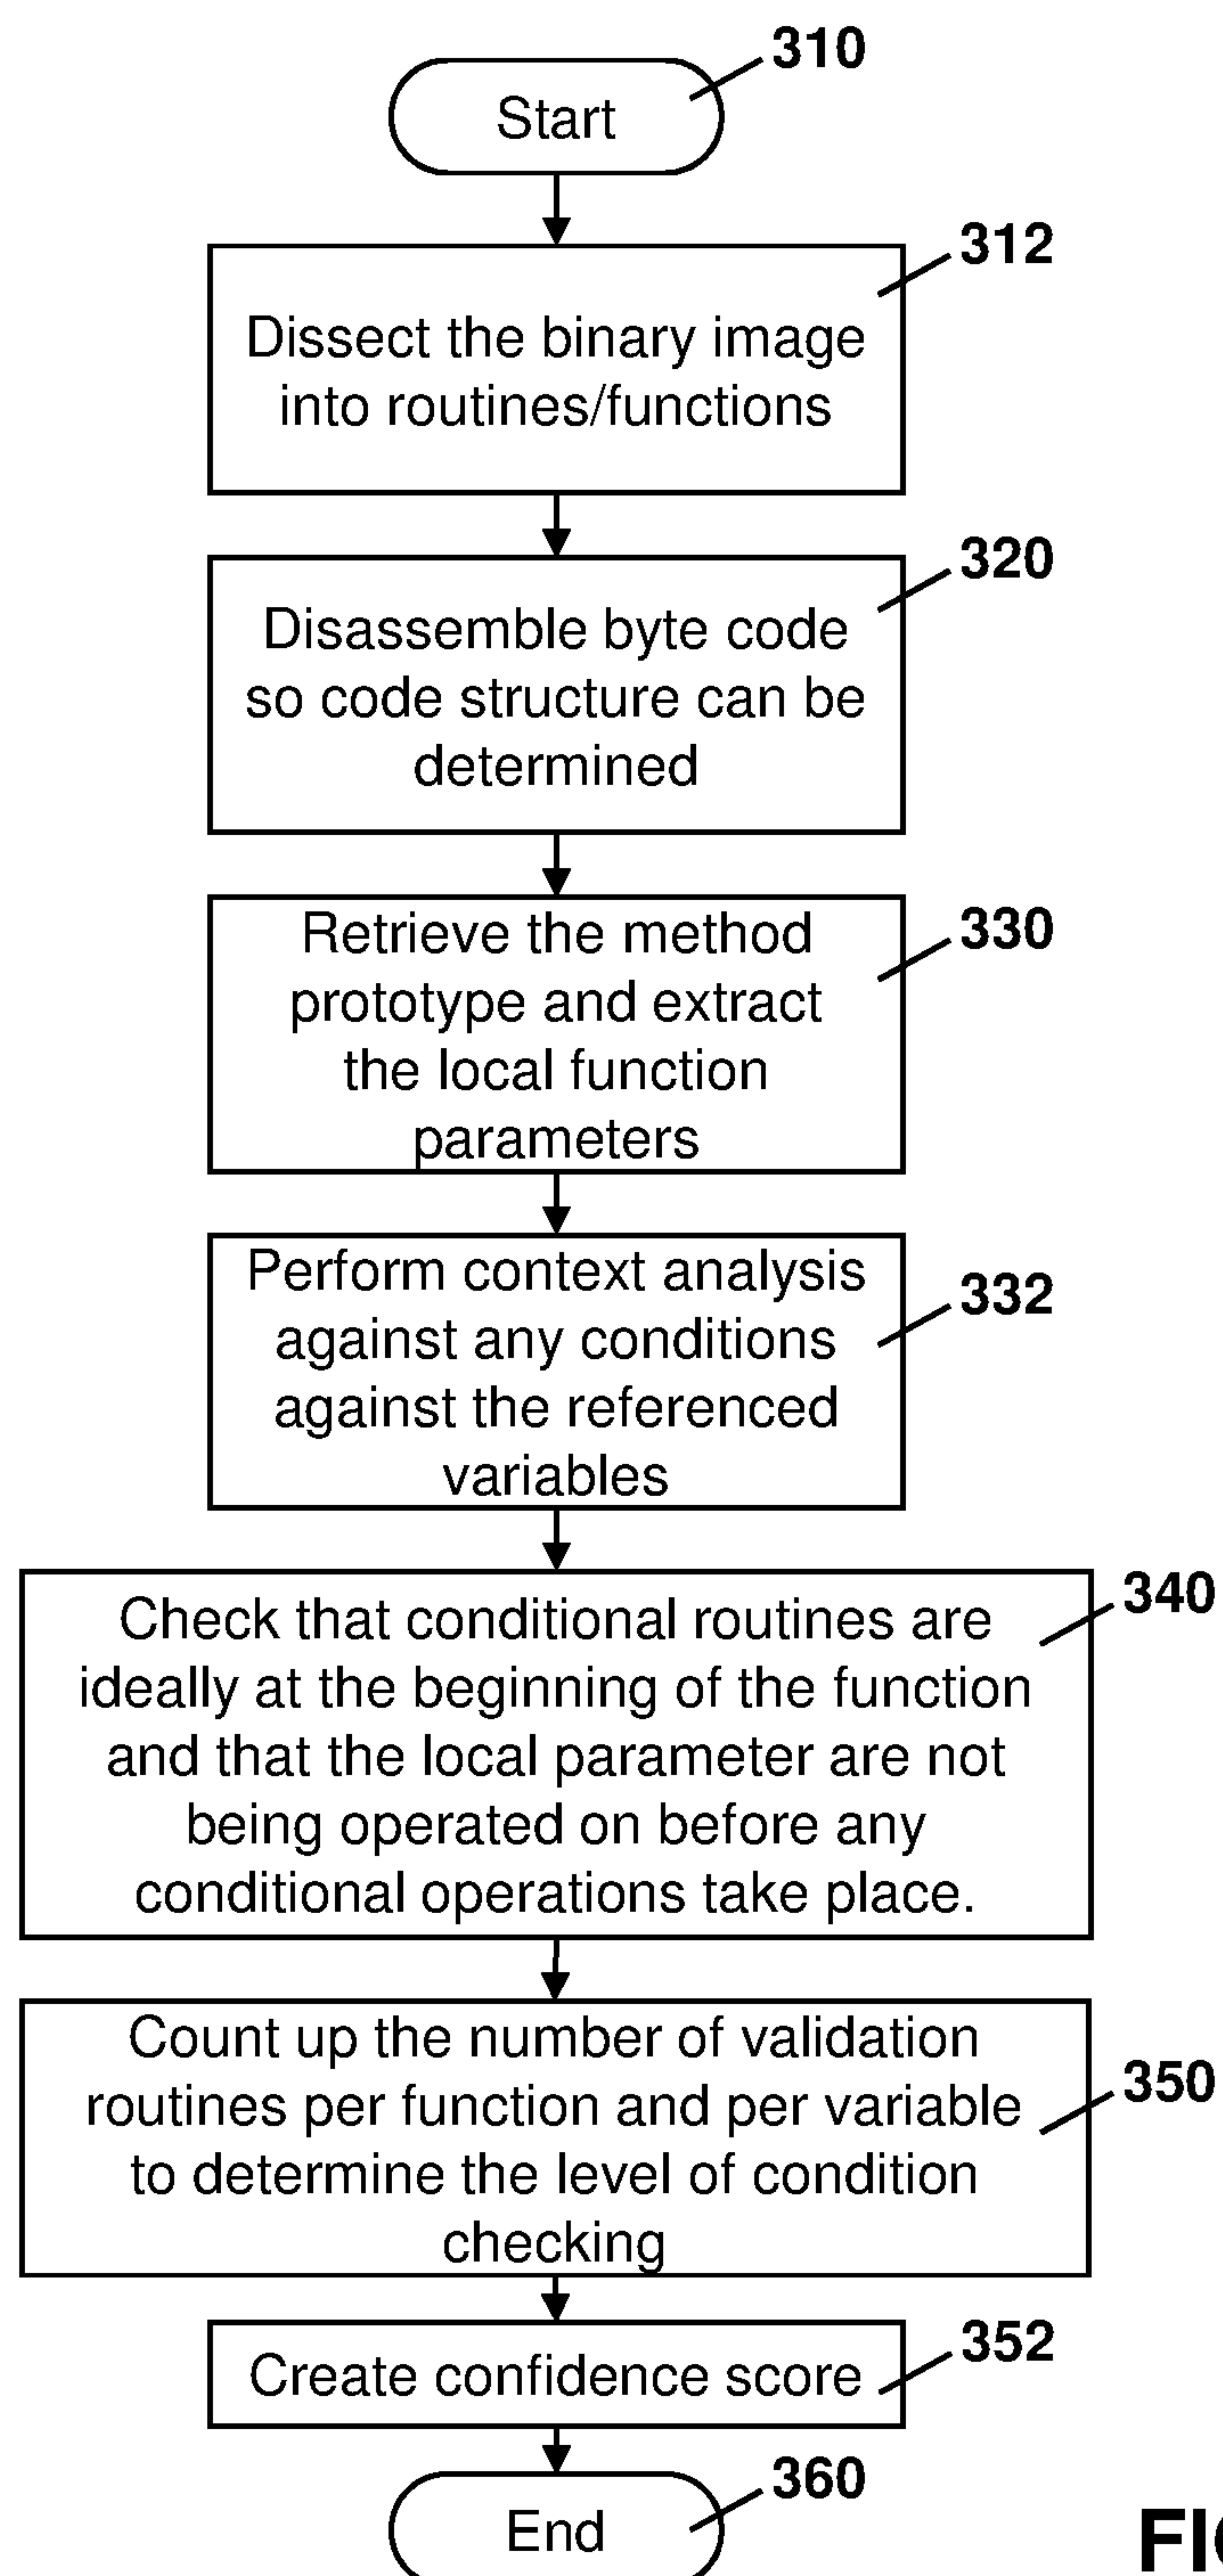 310
Start
312
Dissect the binary image
into routines/functions
320
Disassemble byte code
so code structure can be
determined
330
Retrieve the method
prototype and extract
the local function
parameters
332
Perform context analysis
against any conditions
against the referenced
variables
340
Check that conditional routines are
ideally at the beginning of the function
and that the local parameter are not
being operated on before any
conditional operations take place.
350
Count up the number of validation
routines per function and per variable
to determine the level of condition
checking
352
Create confidence score
360
End